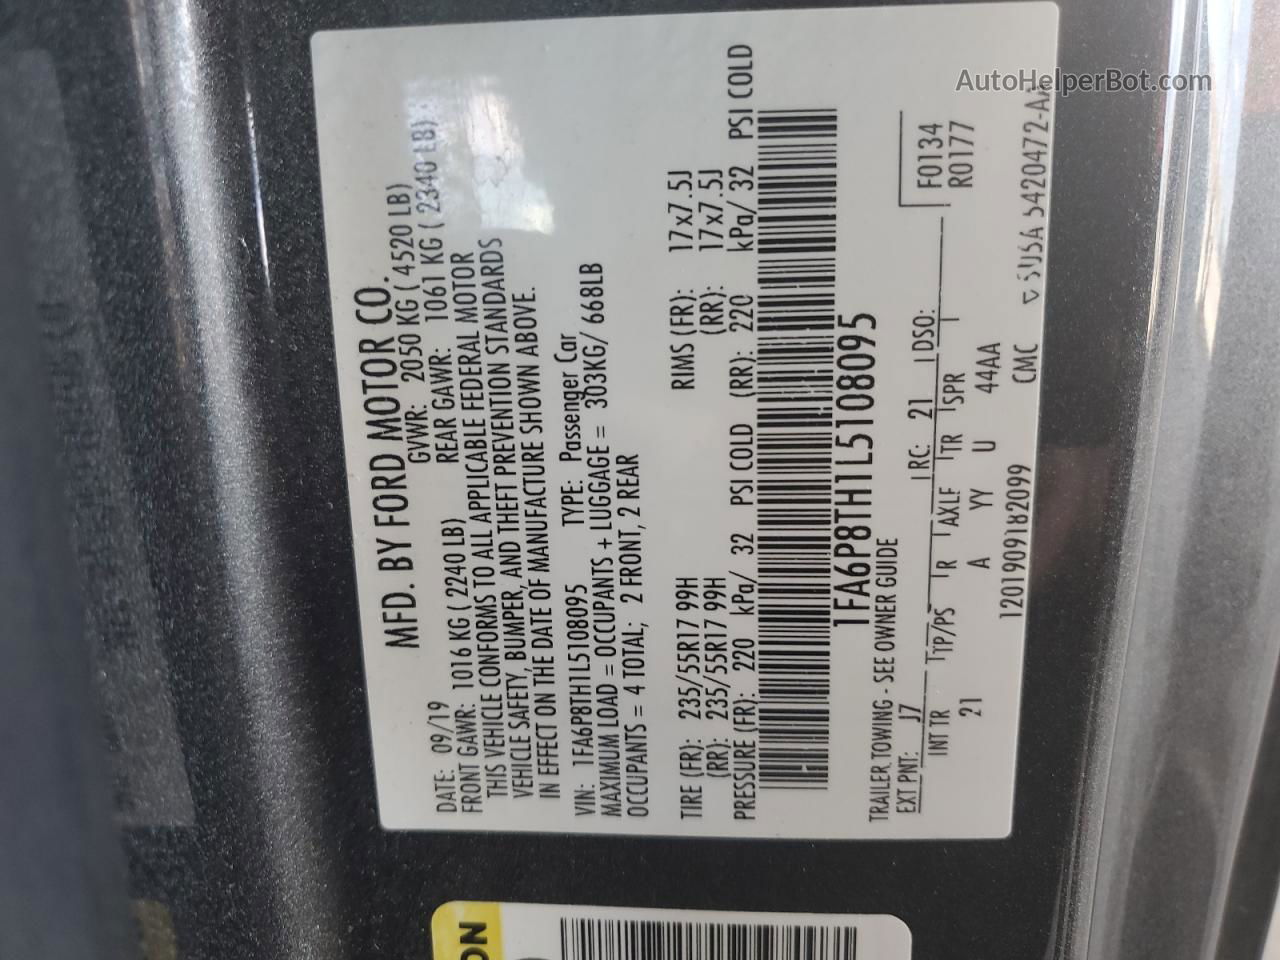 AutoHelperBot.com
MFD. BY FORD MOTOR CO.
DATE: 09/19 GVWR: 2050 KG ( 4520 LB)
FRONT GAWR: 1016 KG ( 2240 LB) REAR GAWR: 1061 KG ( 2340 LB)
THIS VEHICLE CONFORMS TO ALL APPLICABLE FEDERAL MOTOR
VEHICLE SAFETY, BUMPER, AND THEFT PREVENTION STANDARDS
IN EFFECT ON THE DATE OF MANUFACTURE SHOWN ABOVE.
VIN: 1FA6P8TH1L5108095 TYPE: Passenger Car
MAXIMUM LOAD = OCCUPANTS + LUGGAGE = 303KG/ 668LB
OCCUPANTS = 4 TOTAL; 2 FRONT, 2 REAR
TIRE (FR): 235/55R17 99H RIMS (FR): 17x7.5J
(RR): 235/55R17 99H (RR): 17x7.5J
PRESSURE (FR): 220 kPa/ 32 PSI COLD (RR): 220 kPa/ 32 PSI COLD
1FA6P8TH1L5108095
TRAILER TOWING - SEE OWNER GUIDE F0134
EXT PNT: J7 RC: 21 DSO: R0177
INT TR TYP/PS R AXLE TR SPR
21 A YY U 44AA
1201909182099 CMC 5U5A 5420472-AA
ON